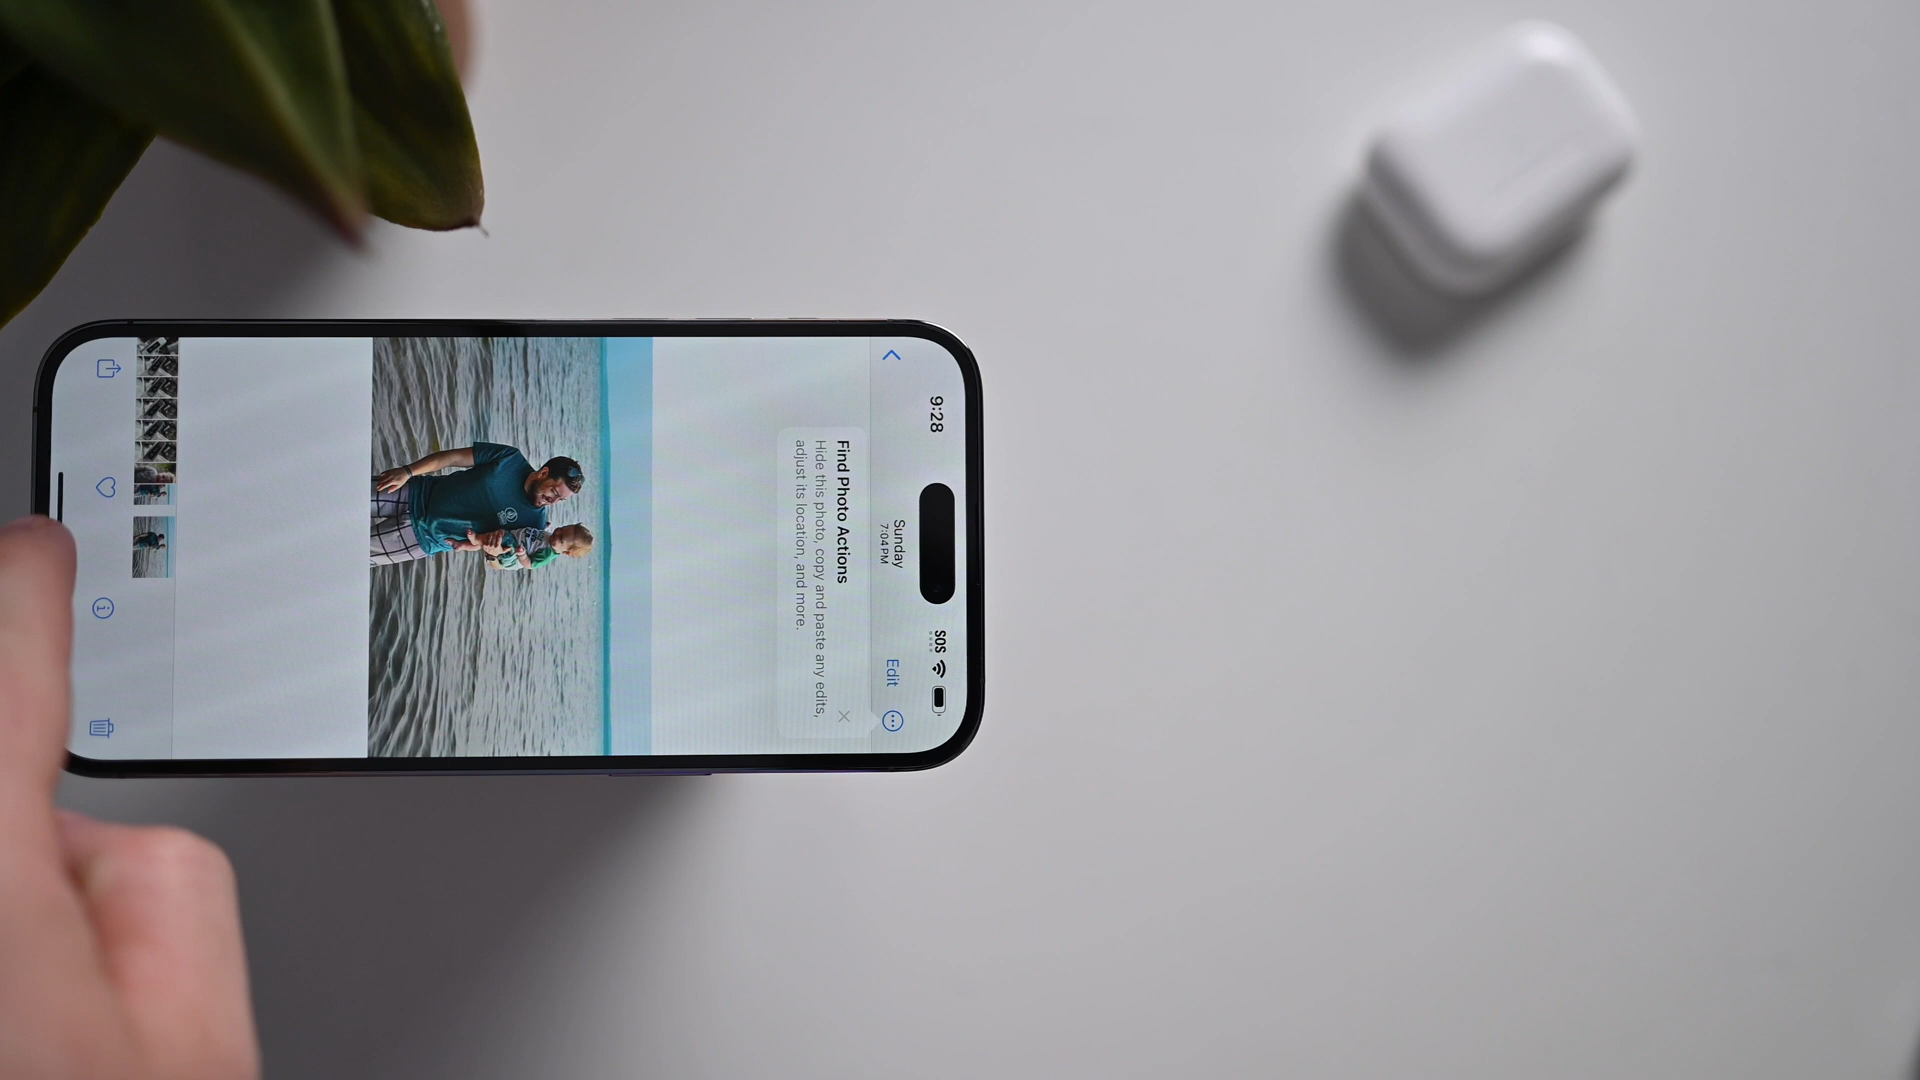 9:28
SOS
Sunday
7:04 PM
Edit
Find Photo Actions
Hide this photo, copy and paste any edits,
adjust its location, and more.